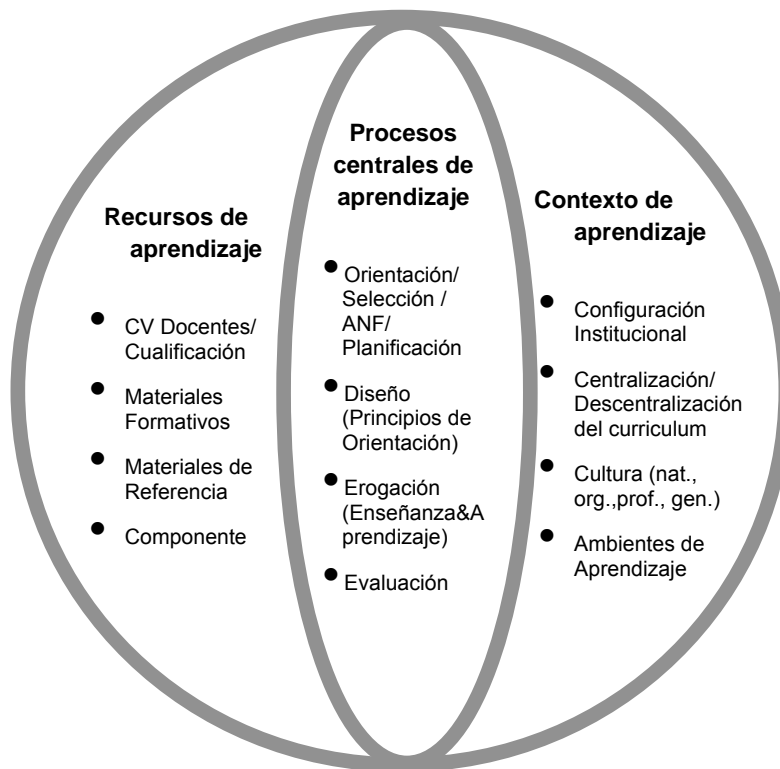 Recursos de
aprendizaje
● CV Docentes/
Cualificación
● Materiales
Formativos
● Materiales de
Referencia
● Componente
Procesos
centrales de
aprendizaje
● Orientación/
Selección /
ANF/
Planificación
● Diseño
(Principios de
Orientación)
● Erogación
(Enseñanza&A
prendizaje)
● Evaluación
Contexto de
aprendizaje
● Configuración
Institucional
● Centralización/
Descentralización
del curriculum
● Cultura (nat.,
org.,prof., gen.)
● Ambientes de
Aprendizaje